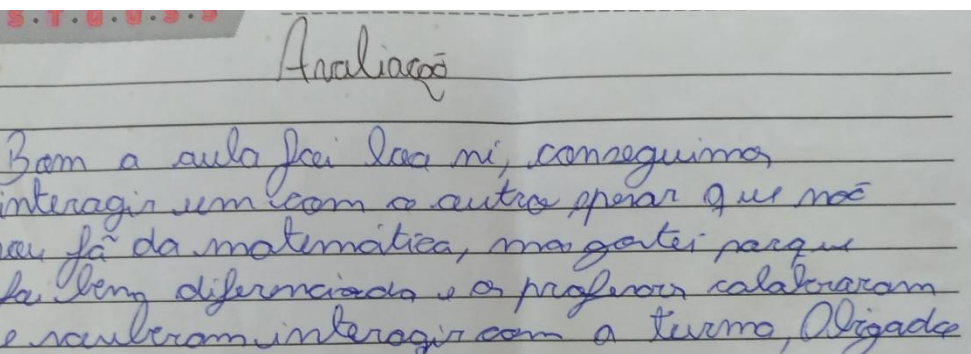 S.T.Q.Q.S.S
Avaliação
Bom a aula foi boa mi, conseguimos
interagir um com o outro apesar que não
sou fã da matemática, mas gostei porque
foi bem diferenciada e os professores colaboraram
e souberam interagir com a turma, Obrigada